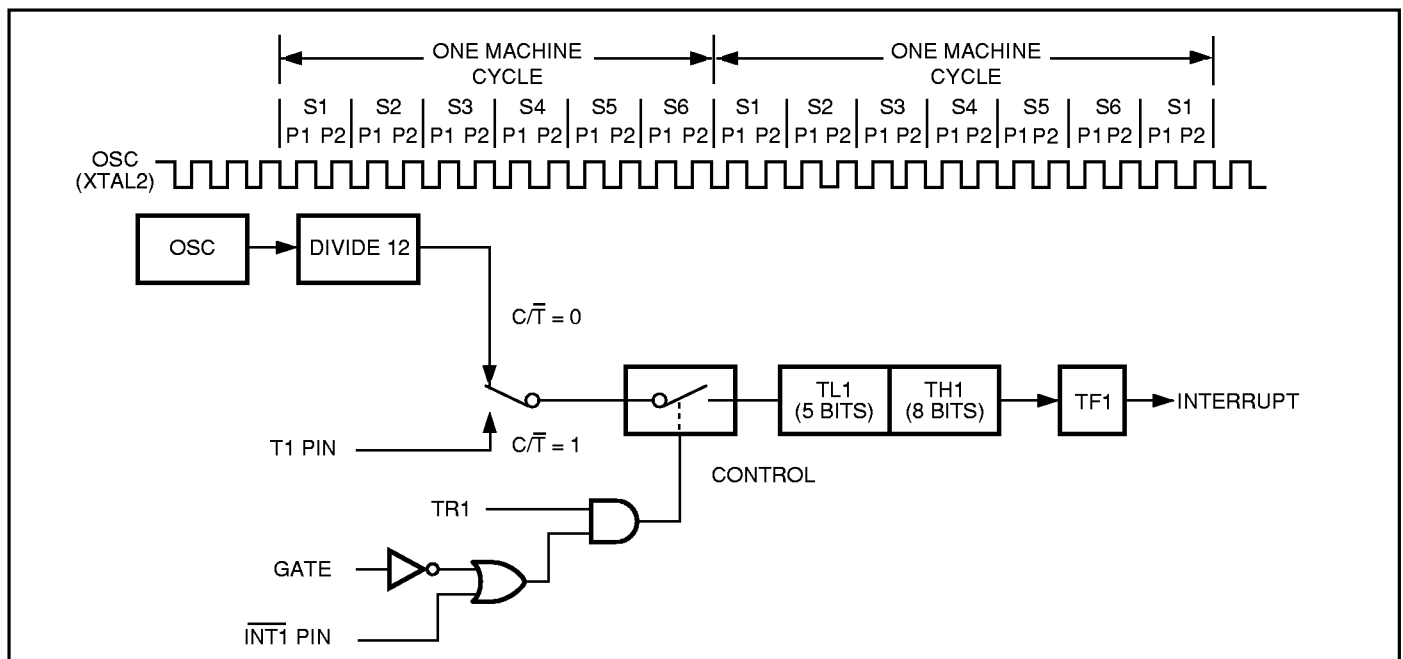 ONE MACHINE CYCLE ONE MACHINE CYCLE
S1 S2 S3 S4 S5 S6 S1 S2 S3 S4 S5 S6 S1
P1 P2 P1 P2 P1 P2 P1 P2 P1 P2 P1 P2 P1 P2 P1 P2 P1 P2 P1 P2 P1 P2 P1 P2 P1 P2
OSC
(XTAL2)
OSC DIVIDE 12
C/T̅ = 0
TL1 TH1
(5 BITS) (8 BITS) TF1 INTERRUPT
T1 PIN C/T̅ = 1
CONTROL
TR1
GATE
I̅N̅T̅1̅ PIN